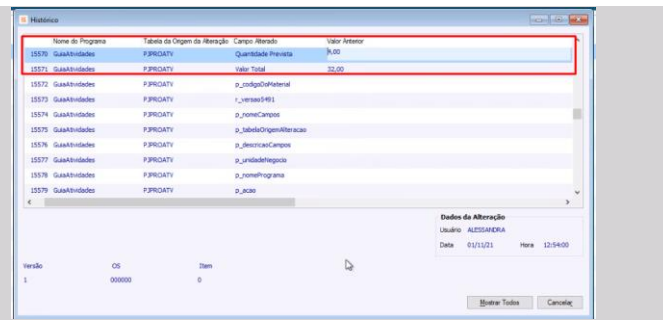 Histórico
Nome do Programa Tabela da Origem da Alteração Campo Alterado Valor Anterior
15570 GuiaAtividades PJPROATV Quantidade Prevista 9,00
15571 GuiaAtividades PJPROATV Valor Total 32,00
15572 GuiaAtividades PJPROATV p_codigoDoMaterial
15573 GuiaAtividades PJPROATV r_versao5491
15574 GuiaAtividades PJPROATV p_nomeCampos
15575 GuiaAtividades PJPROATV p_tabelaOrigemAlteracao
15576 GuiaAtividades PJPROATV p_descricaoCampos
15577 GuiaAtividades PJPROATV p_unidadeNegocio
15578 GuiaAtividades PJPROATV p_nomePrograma
15579 GuiaAtividades PJPROATV p_acao
Dados da Alteração
Usuário ALESSANDRA
Data 01/11/21 Hora 12:54:00
Versão OS Item
1 000000 0
Mostrar Todos Cancelar